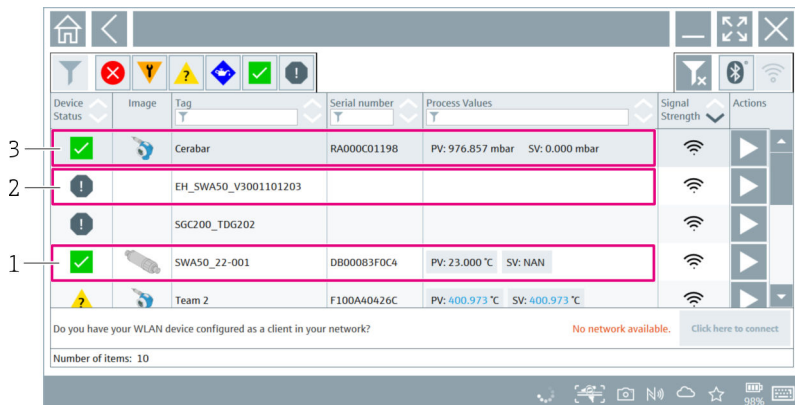 Device Status
Image
Tag
Serial number
Process Values
Signal Strength
Actions
3
Cerabar RA000C01198 PV: 976.857 mbar SV: 0.000 mbar
2
EH_SWA50_V3001101203
SGC200_TDG202
1
SWA50_22-001 DB00083F0C4 PV: 23.000 °C SV: NAN
Team 2 F100A40426C PV: 400.973 °C SV: 400.973 °C
Do you have your WLAN device configured as a client in your network? No network available. Click here to connect
Number of items: 10
98%